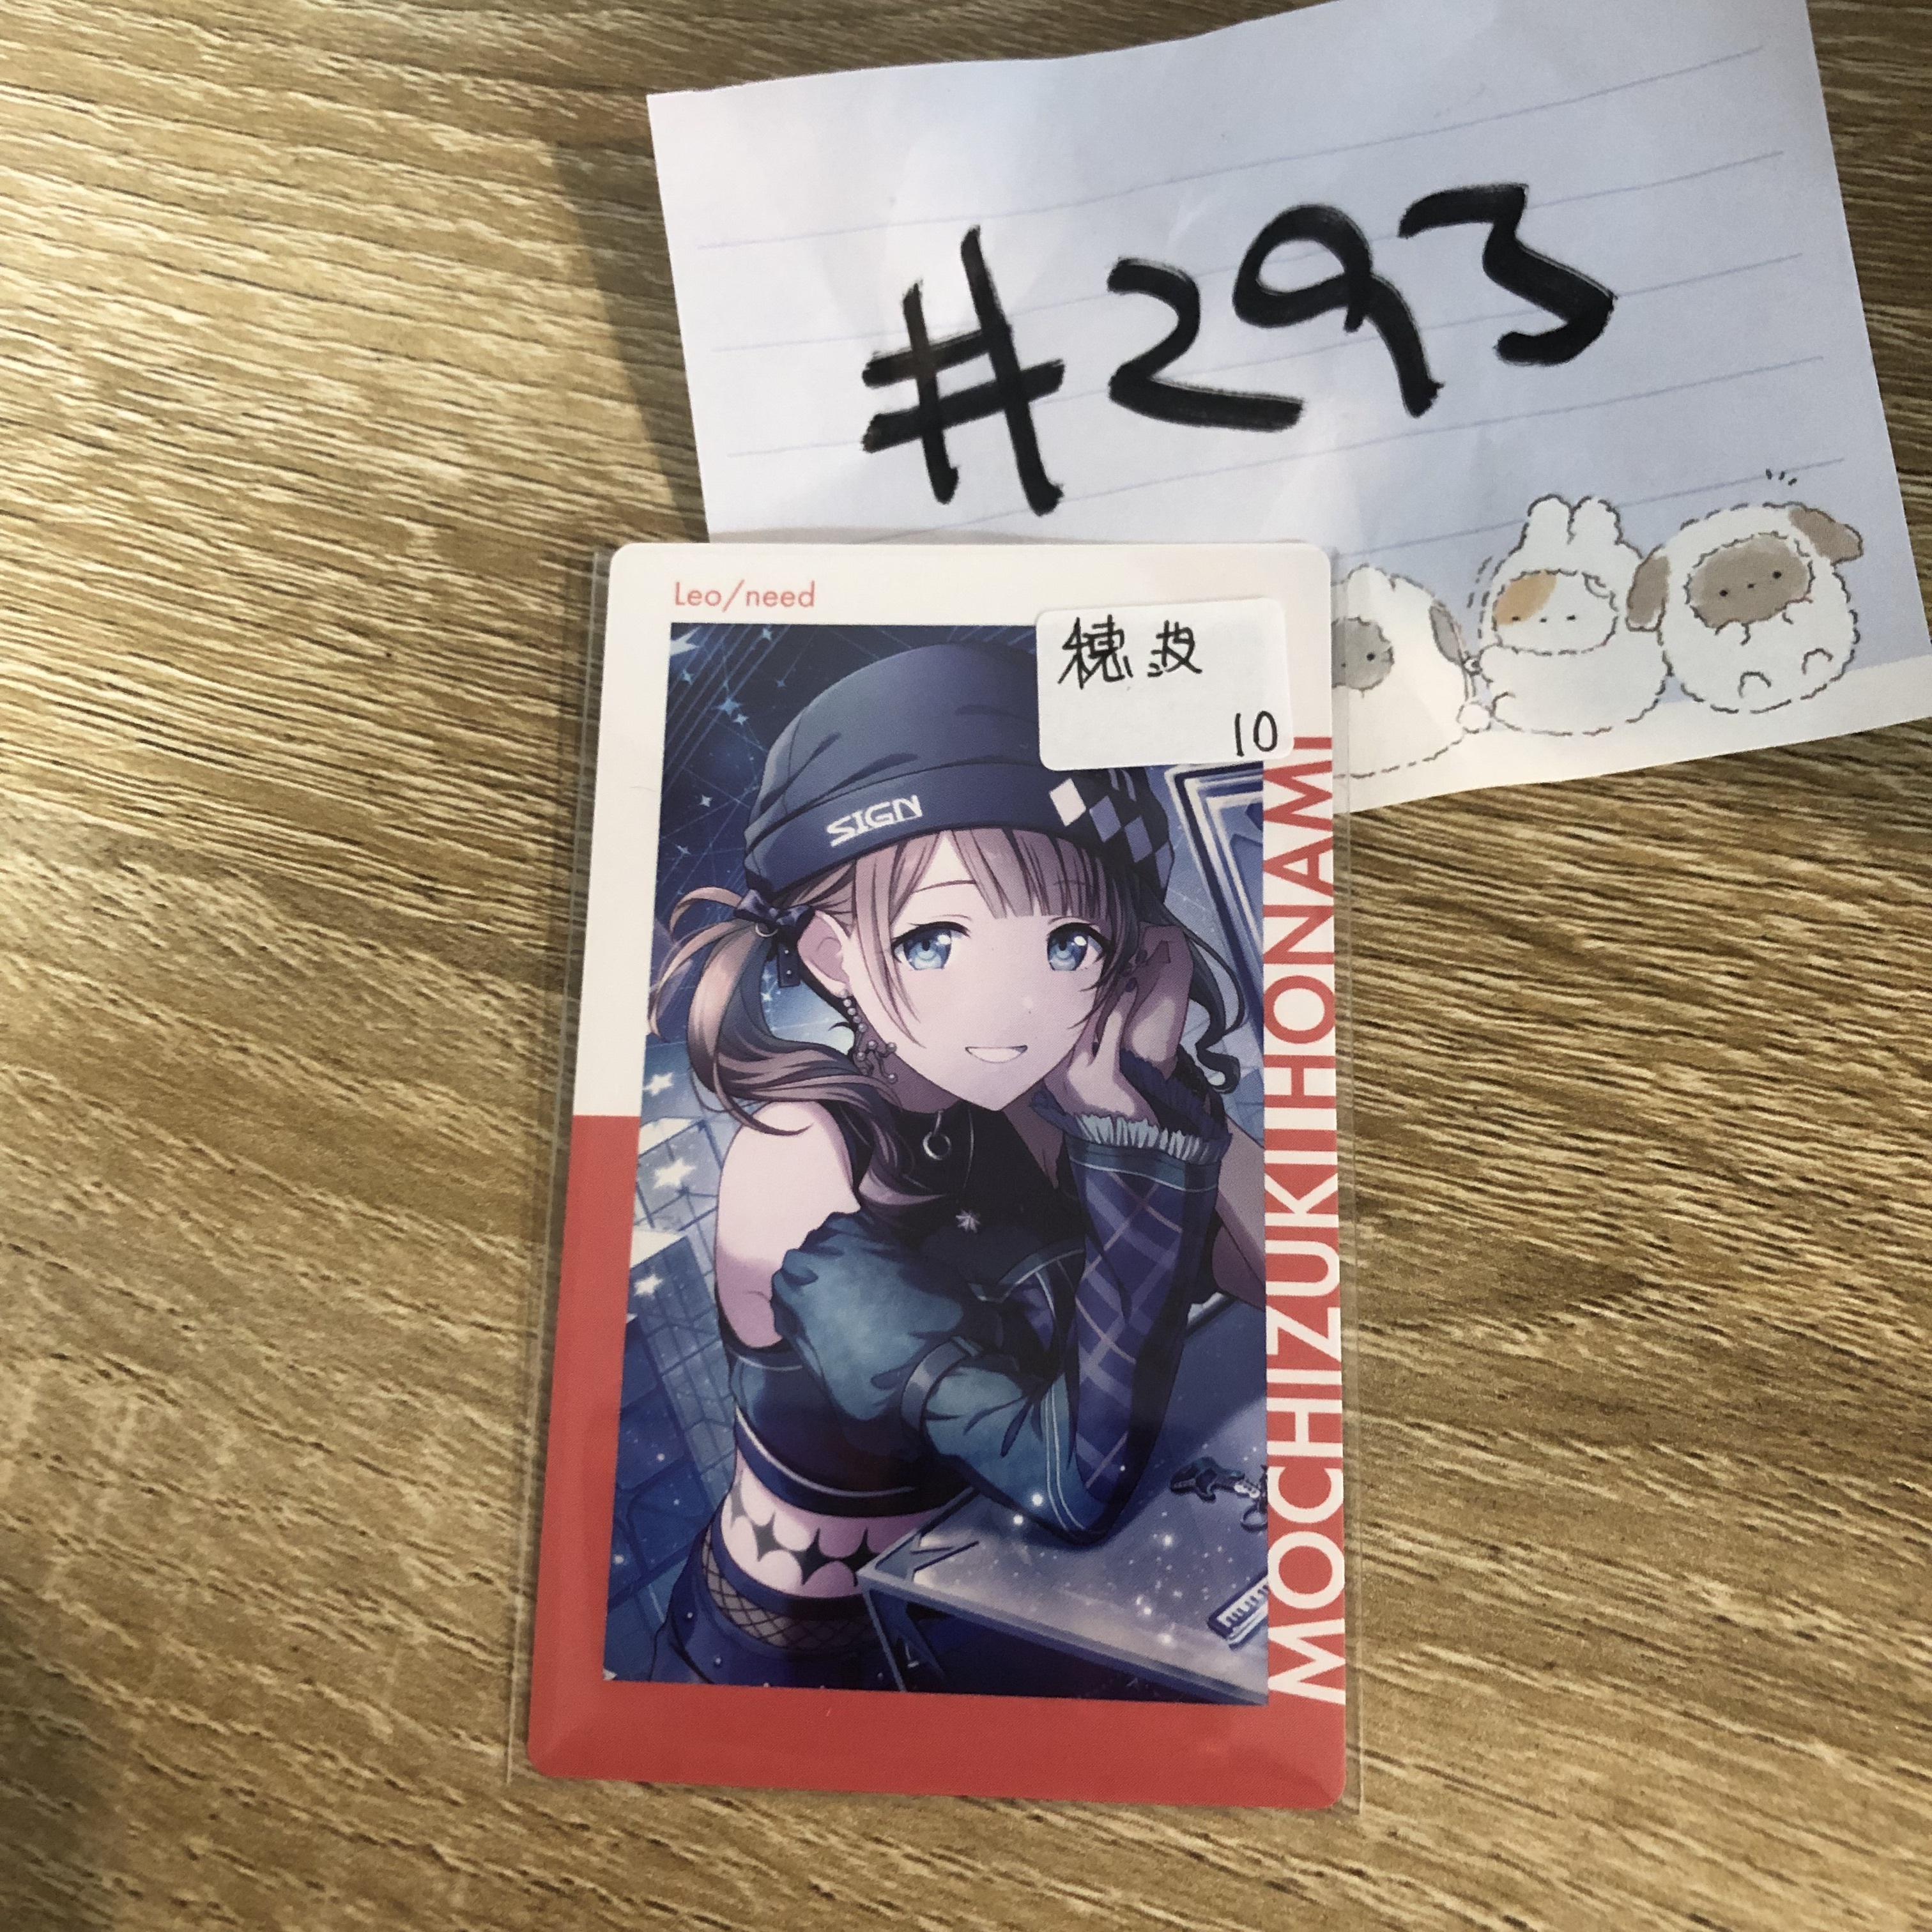 #293
Leo/need
穂波
10
SIGN
MOCHIZUKI HONAMI